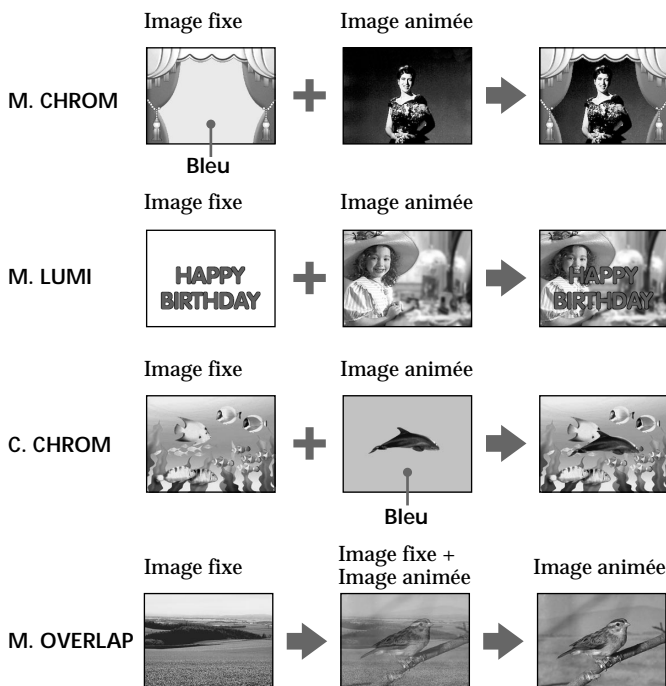 Image fixe Image animée
M. CHROM
Bleu
Image fixe Image animée
M. LUMI
HAPPY
BIRTHDAY
HAPPY
BIRTHDAY
Image fixe Image animée
C. CHROM
Bleu
Image fixe
Image fixe +
Image animée
Image animée
M. OVERLAP